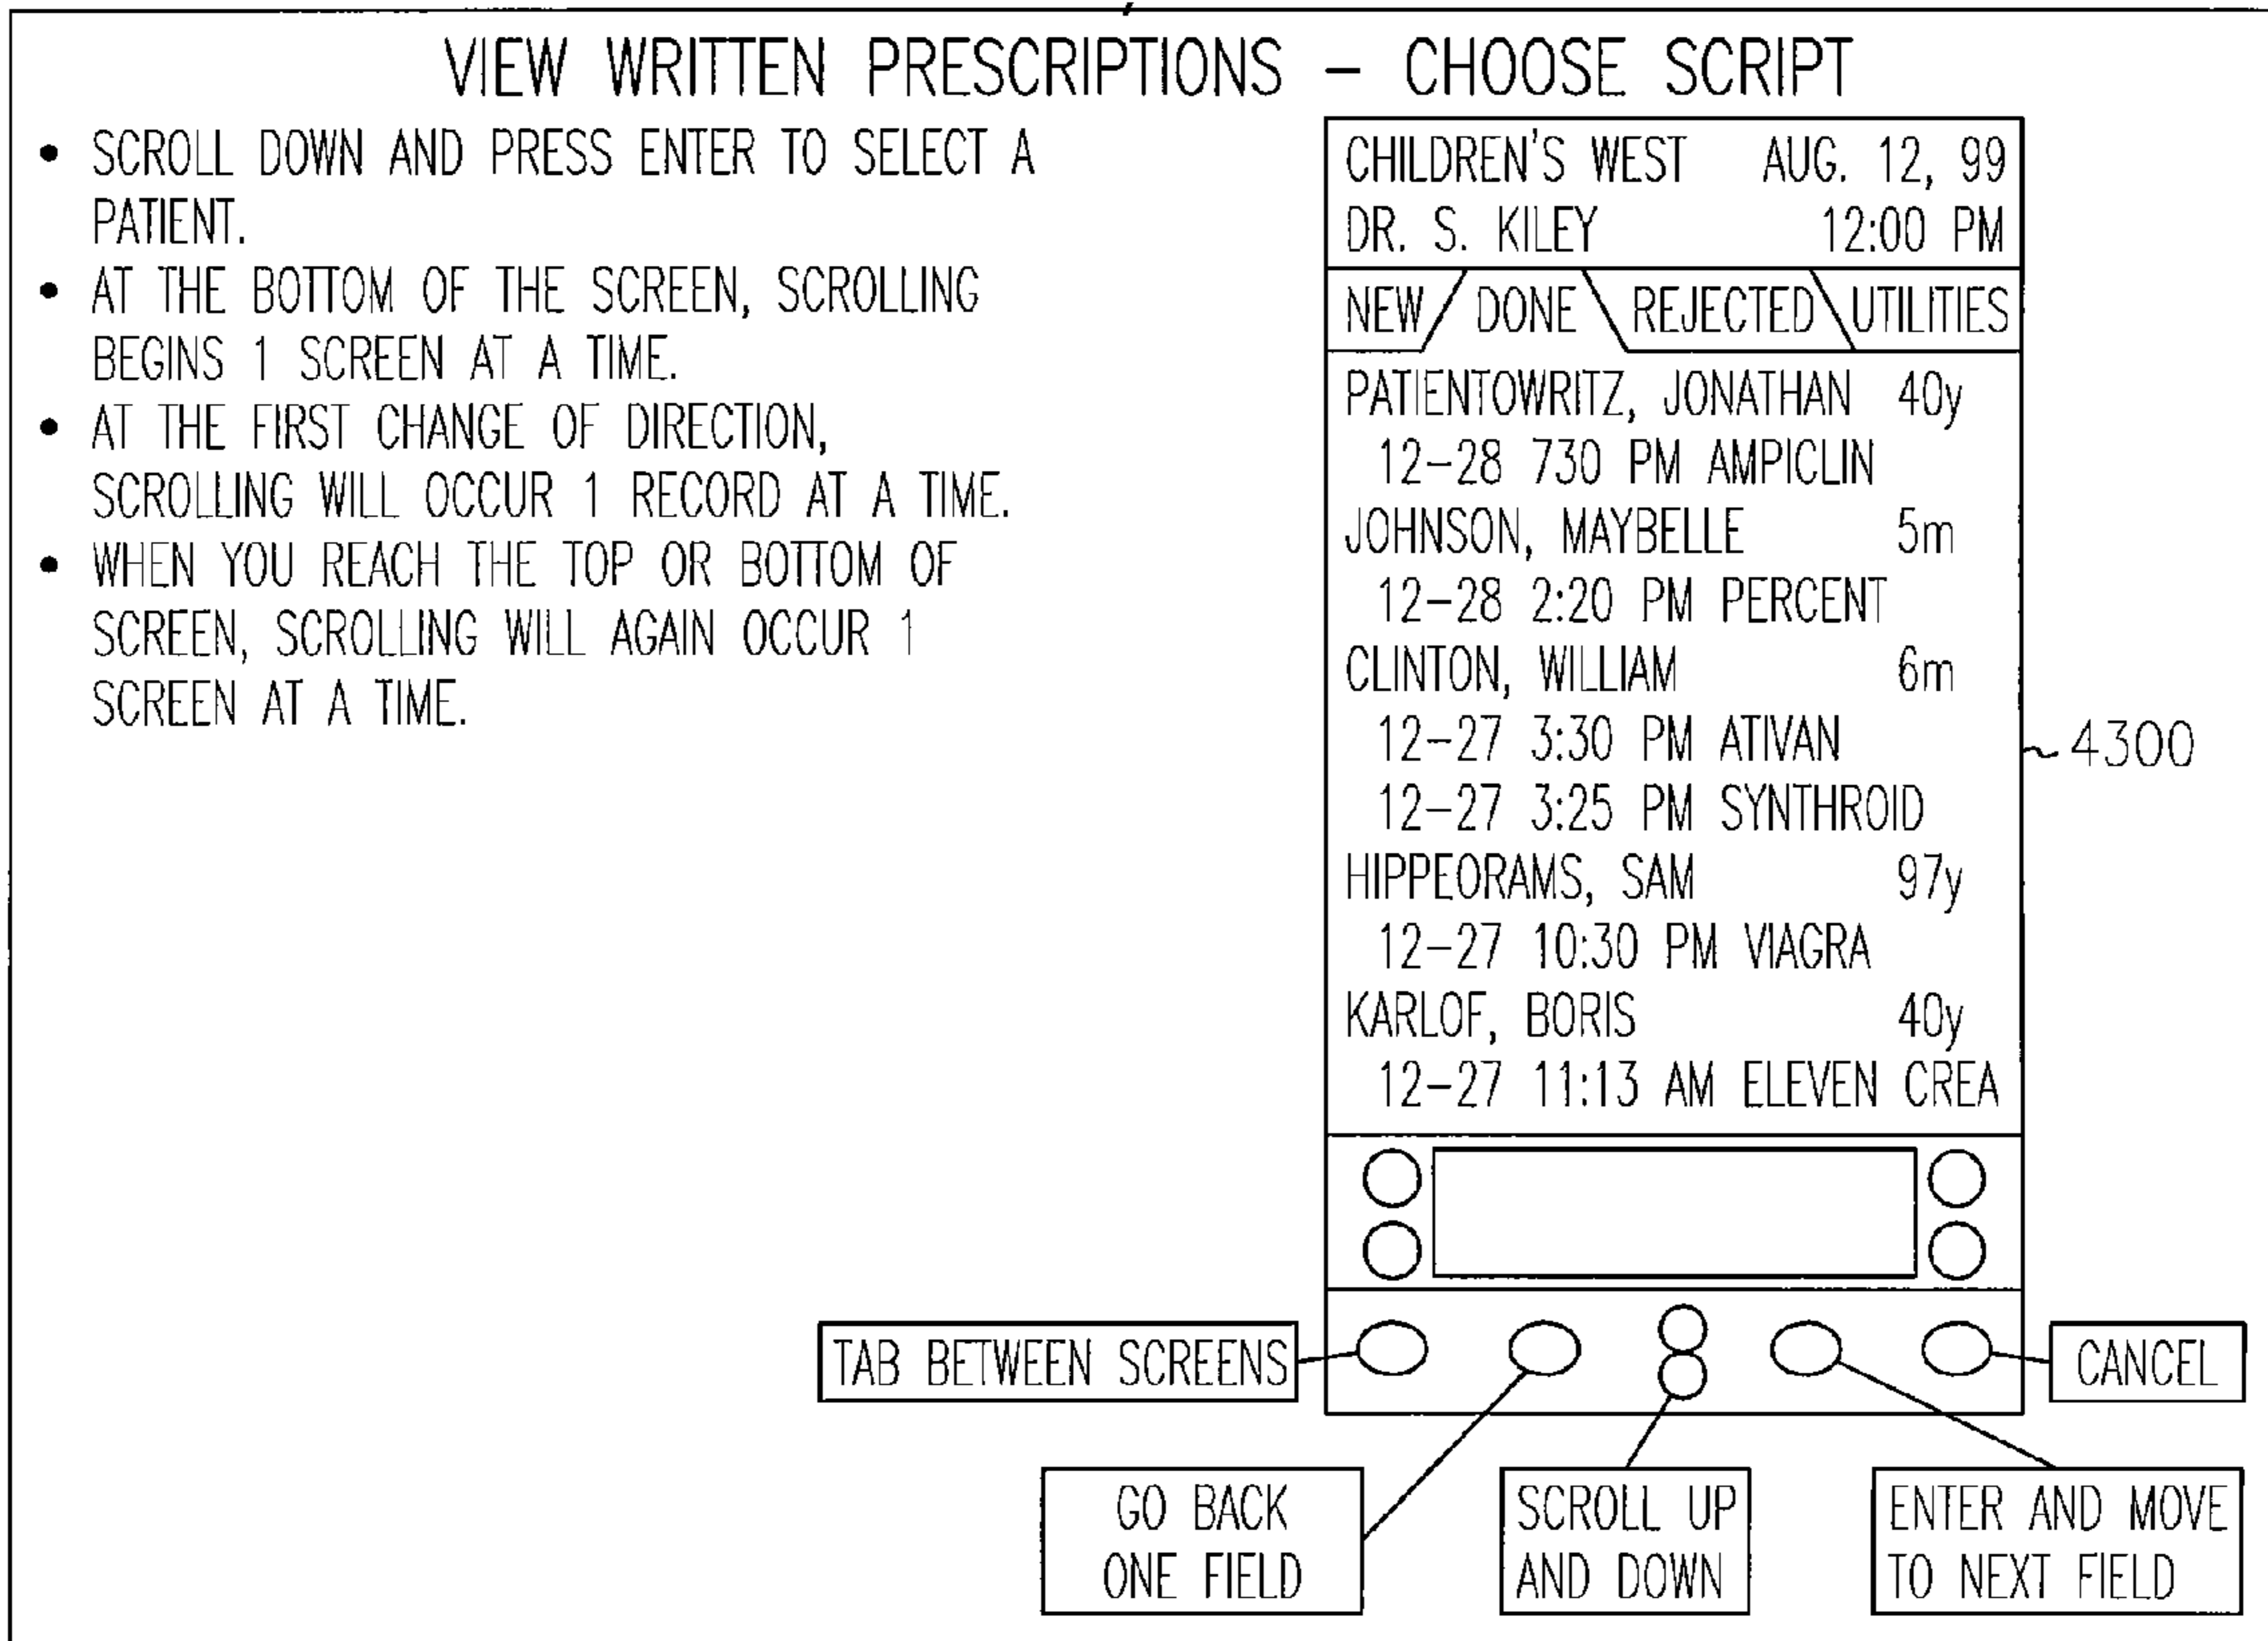 VIEW WRITTEN PRESCRIPTIONS – CHOOSE SCRIPT
• SCROLL DOWN AND PRESS ENTER TO SELECT A
PATIENT.
• AT THE BOTTOM OF THE SCREEN, SCROLLING
BEGINS 1 SCREEN AT A TIME.
• AT THE FIRST CHANGE OF DIRECTION,
SCROLLING WILL OCCUR 1 RECORD AT A TIME.
• WHEN YOU REACH THE TOP OR BOTTOM OF
SCREEN, SCROLLING WILL AGAIN OCCUR 1
SCREEN AT A TIME.
CHILDREN'S WEST AUG. 12, 99
DR. S. KILEY 12:00 PM
NEW DONE REJECTED UTILITIES
PATIENTOWRITZ, JONATHAN 40y
12–28 730 PM AMPICLIN
JOHNSON, MAYBELLE 5m
12–28 2:20 PM PERCENT
CLINTON, WILLIAM 6m
12–27 3:30 PM ATIVAN
12–27 3:25 PM SYNTHROID
HIPPEORAMS, SAM 97y
12–27 10:30 PM VIAGRA
KARLOF, BORIS 40y
12–27 11:13 AM ELEVEN CREA
4300
TAB BETWEEN SCREENS
CANCEL
GO BACK
ONE FIELD
SCROLL UP
AND DOWN
ENTER AND MOVE
TO NEXT FIELD